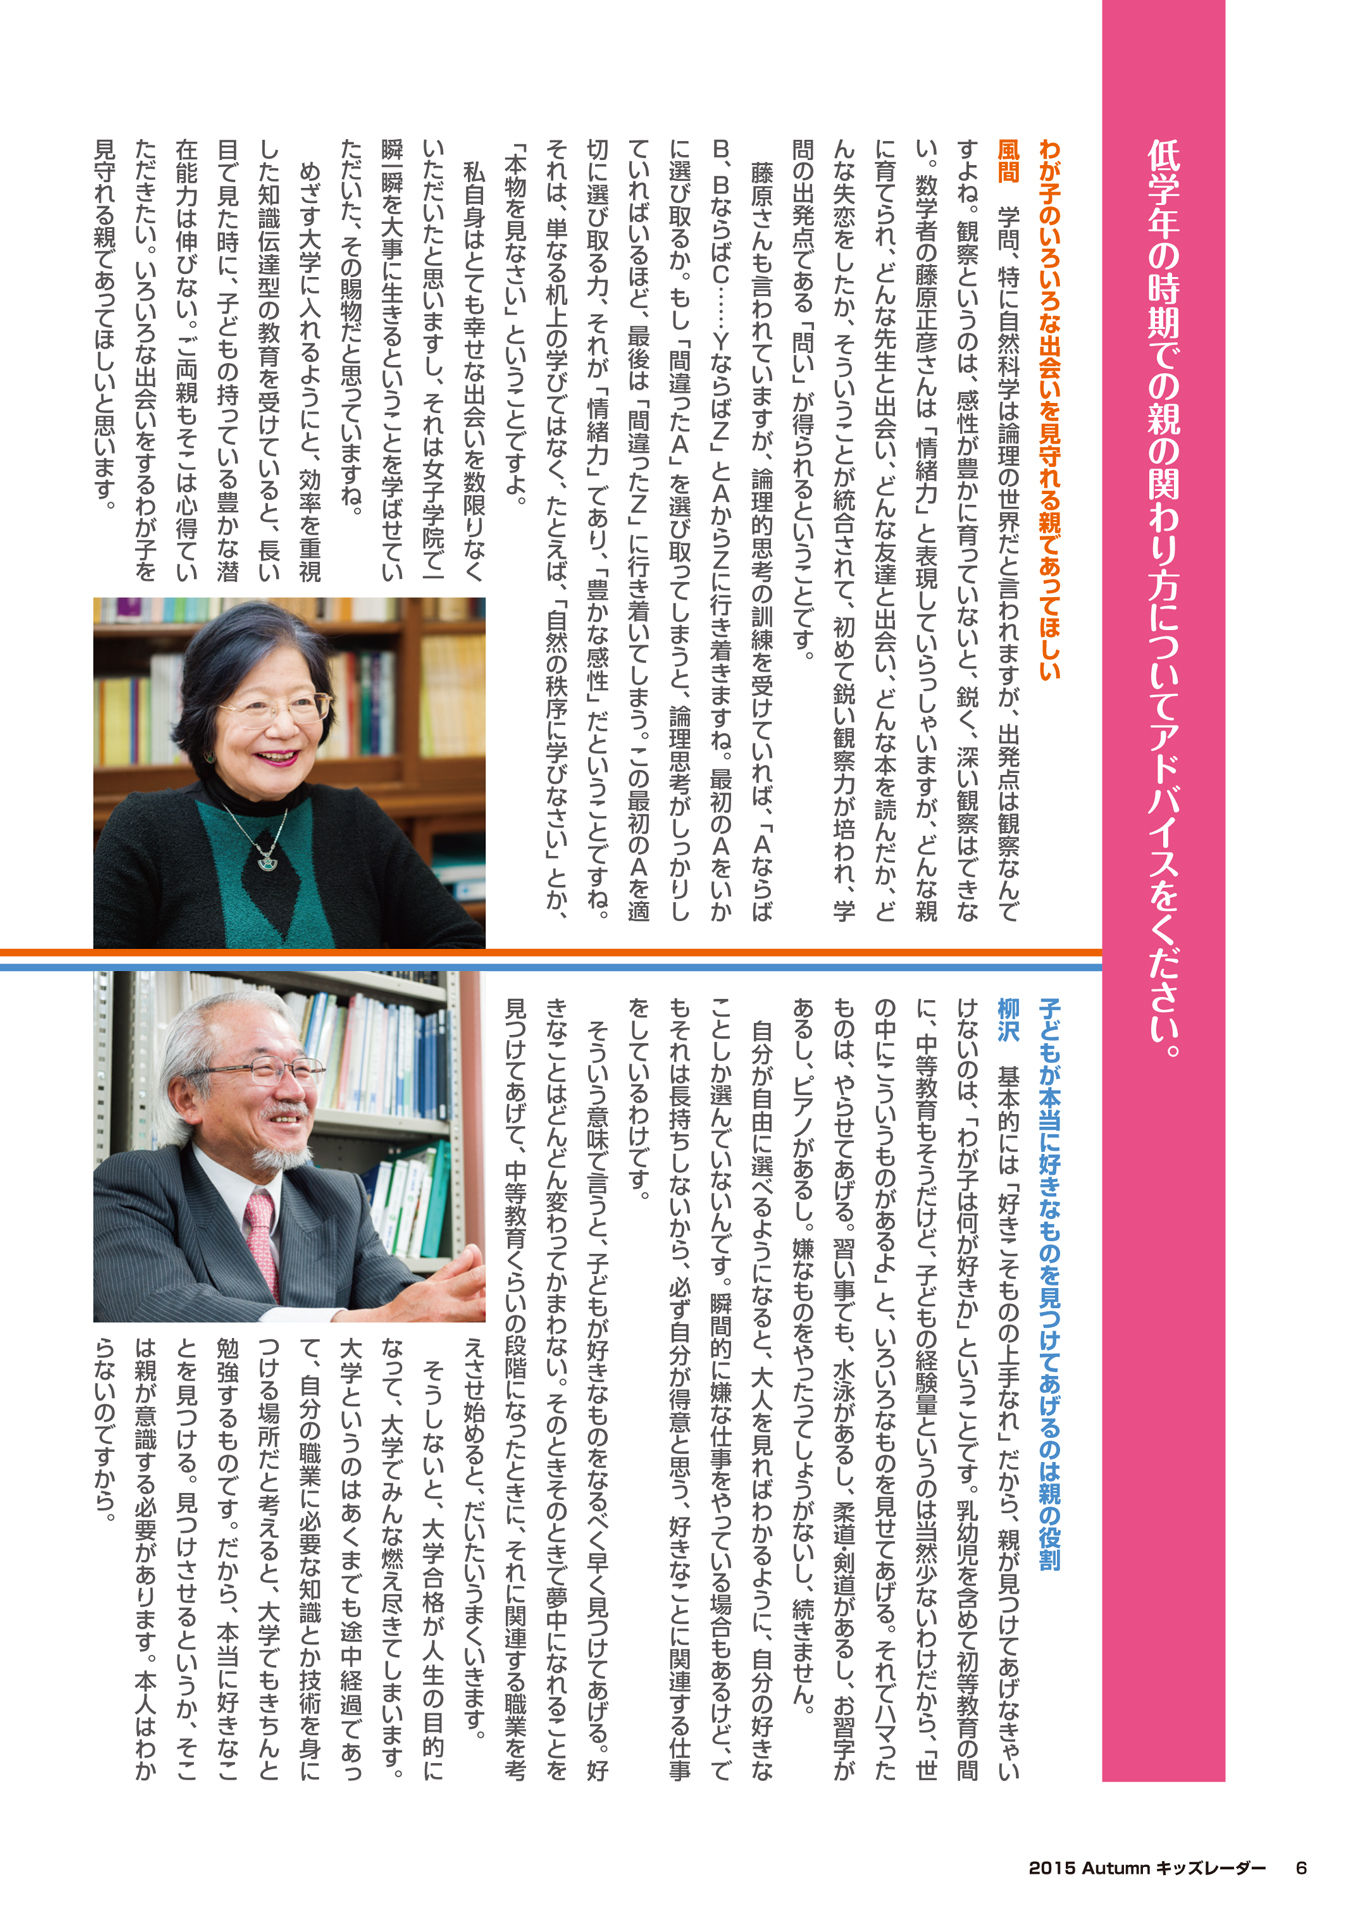 低学年の時期での親の関わり方についてアドバイスをください。
わが子のいろいろな出会いを見守れる親であってほしい
風間　学問、特に自然科学は論理の世界だと言われますが、出発点は観察なんで
すよね。観察というのは、感性が豊かに育っていないと、鋭く、深い観察はできな
い。数学者の藤原正彦さんは「情緒力」と表現していらっしゃいますが、どんな親
に育てられ、どんな先生と出会い、どんな友達と出会い、どんな本を読んだか、ど
んな失恋をしたか、そういうことが統合されて、初めて鋭い観察力が培われ、学
問の出発点である「問い」が得られるということです。
　藤原さんも言われていますが、論理的思考の訓練を受けていれば、「Aならば
B、BならばC……YならばZ」とAからZに行き着きますね。最初のAをいか
に選び取るか。もし「間違ったA」を選び取ってしまうと、論理思考がしっかりし
ていればいるほど、最後は「間違ったZ」に行き着いてしまう。この最初のAを適
切に選び取る力、それが「情緒力」であり、「豊かな感性」だということですね。
それは、単なる机上の学びではなく、たとえば、「自然の秩序に学びなさい」とか、
「本物を見なさい」ということですよ。
　私自身はとても幸せな出会いを数限りなく
いただいたと思いますし、それは女子学院で一
瞬一瞬を大事に生きるということを学ばせてい
ただいた、その賜物だと思っていますね。
　めざす大学に入れるようにと、効率を重視
した知識伝達型の教育を受けていると、長い
目で見た時に、子どもの持っている豊かな潜
在能力は伸びない。ご両親もそこは心得てい
ただきたい。いろいろな出会いをするわが子を
見守れる親であってほしいと思います。
子どもが本当に好きなものを見つけてあげるのは親の役割
柳沢　基本的には「好きこそものの上手なれ」だから、親が見つけてあげなきゃい
けないのは、「わが子は何が好きか」ということです。乳幼児を含めて初等教育の間
に、中等教育もそうだけど、子どもの経験量というのは当然少ないわけだから、「世
の中にこういうものがあるよ」と、いろいろなものを見せてあげる。それでハマった
ものは、やらせてあげる。習い事でも、水泳があるし、柔道・剣道があるし、お習字が
あるし、ピアノがあるし。嫌なものをやったってしょうがないし、続きません。
　自分が自由に選べるようになると、大人を見ればわかるように、自分の好きな
ことしか選んでいないんです。瞬間的に嫌な仕事をやっている場合もあるけど、で
もそれは長持ちしないから、必ず自分が得意と思う、好きなことに関連する仕事
をしているわけです。
　そういう意味で言うと、子どもが好きなものをなるべく早く見つけてあげる。好
きなことはどんどん変わってかまわない。そのときそのときで夢中になれることを
見つけてあげて、中等教育くらいの段階になったときに、それに関連する職業を考
えさせ始めると、だいたいうまくいきます。
　そうしないと、大学合格が人生の目的に
なって、大学でみんな燃え尽きてしまいます。
大学というのはあくまでも途中経過であっ
て、自分の職業に必要な知識とか技術を身に
つける場所だと考えると、大学でもきちんと
勉強するものです。だから、本当に好きなこ
とを見つける。見つけさせるというか、そこ
は親が意識する必要があります。本人はわか
らないのですから。
2015 Autumn キッズレーダー　6